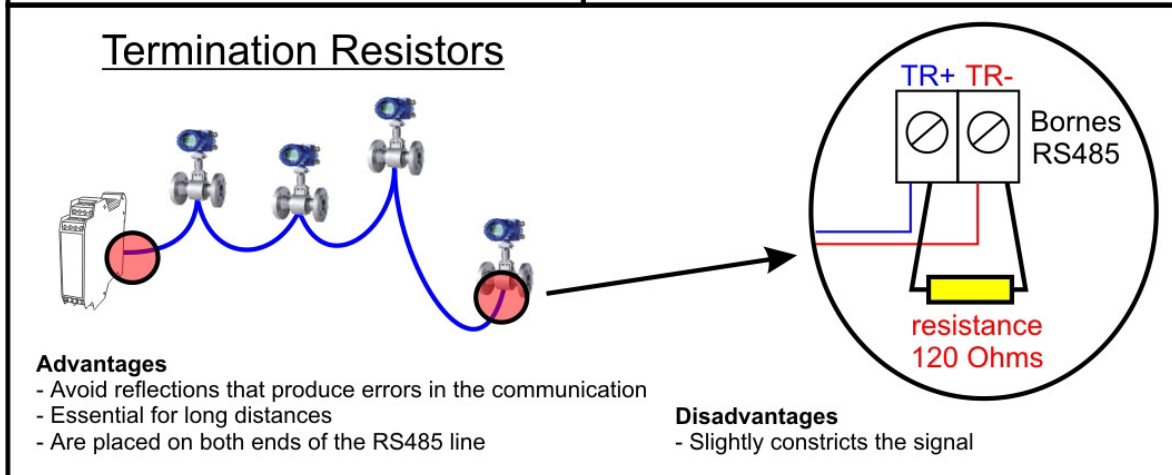 Termination Resistors
TR+ TR-
Bornes
RS485
resistance
120 Ohms
Advantages
- Avoid reflections that produce errors in the communication
- Essential for long distances
- Are placed on both ends of the RS485 line
Disadvantages
- Slightly constricts the signal